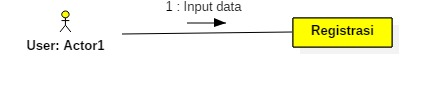 1 : Input data
Registrasi
User: Actor1